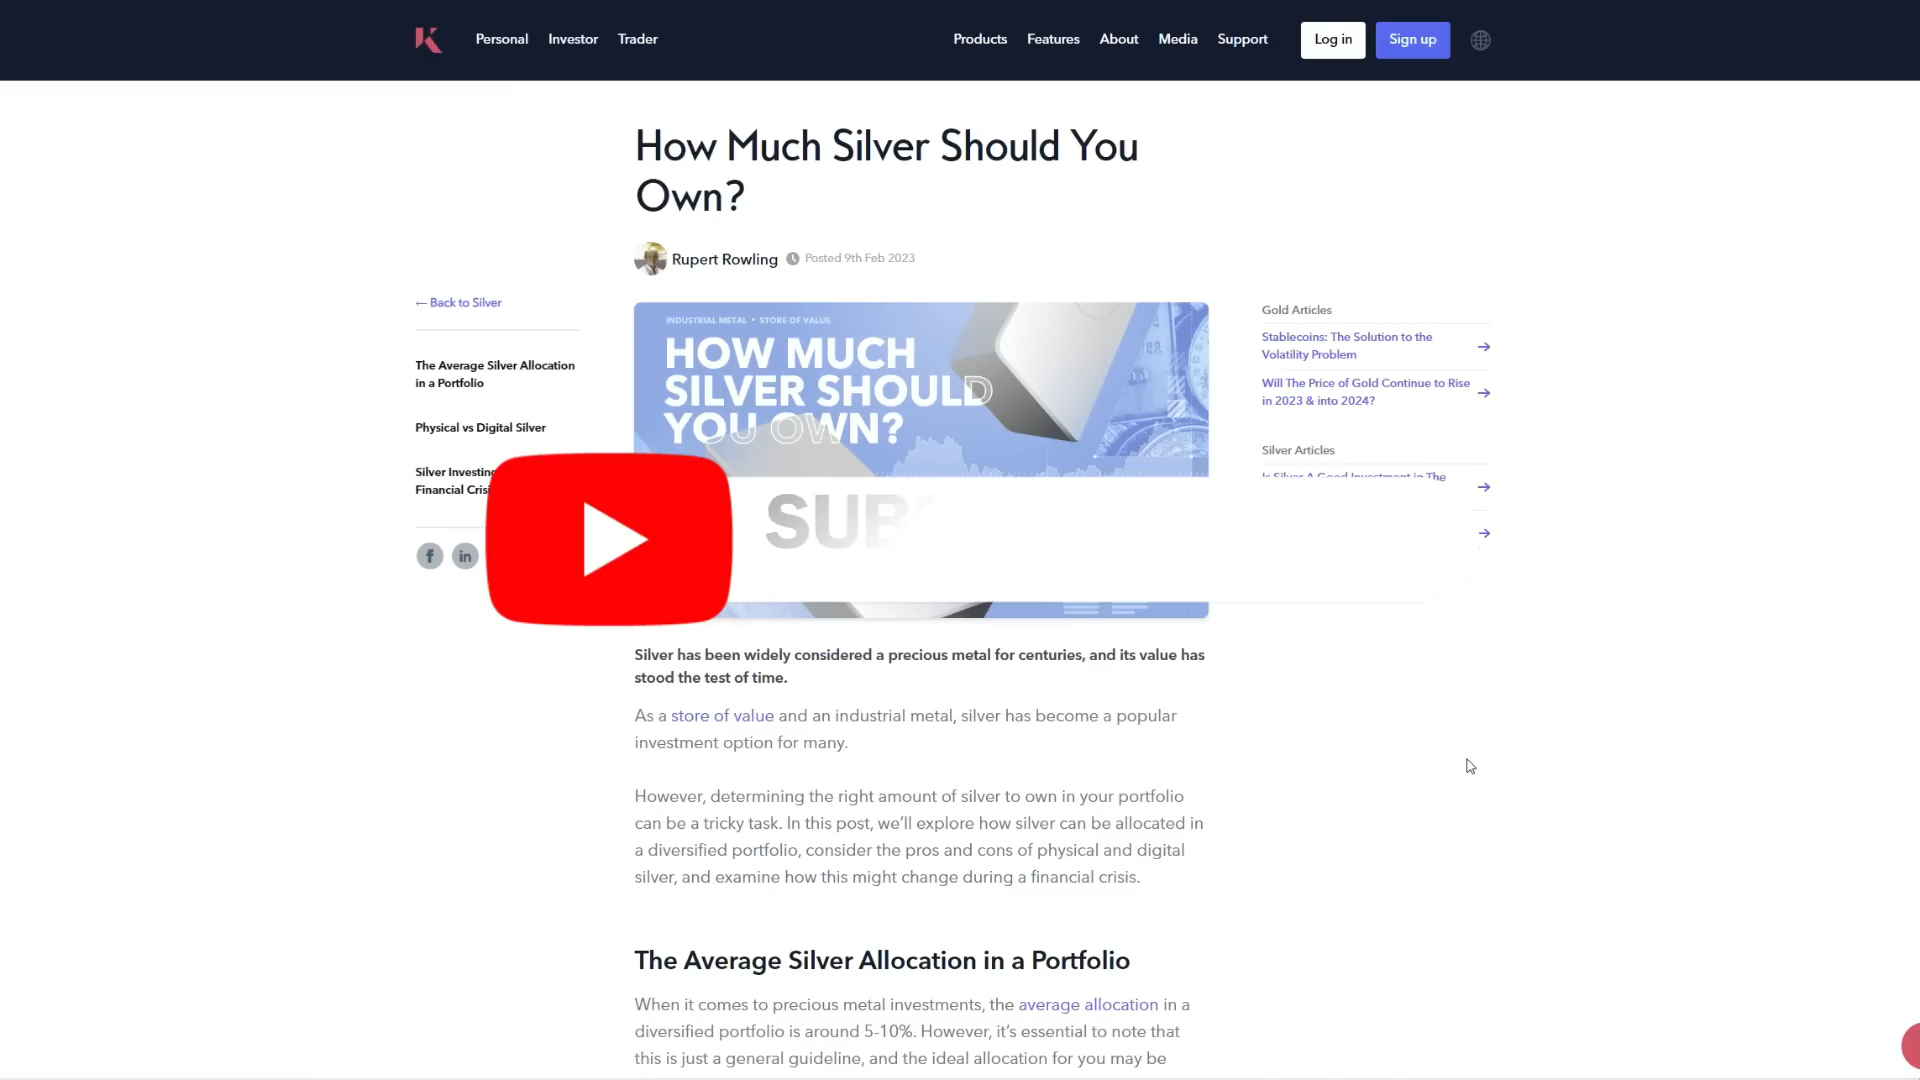 Personal Investor Trader
Products Features About Media Support Log in Sign up
How Much Silver Should You
Own?
Rupert Rowling Posted 9th Feb 2023
← Back to Silver
The Average Silver Allocation
in a Portfolio
Physical vs Digital Silver
Silver Investing
Financial
INDUSTRIAL METAL • STORE OF VALUE
HOW MUCH
SILVER SHOULD
YOU OWN?
SUB
Gold Articles
Stablecoins: The Solution to the
Volatility Problem
Will The Price of Gold Continue to Rise
in 2023 & into 2024?
Silver Articles
Is Silver A Good Investment in The
Silver has been widely considered a precious metal for centuries, and its value has
stood the test of time.
As a store of value and an industrial metal, silver has become a popular
investment option for many.
However, determining the right amount of silver to own in your portfolio
can be a tricky task. In this post, we’ll explore how silver can be allocated in
a diversified portfolio, consider the pros and cons of physical and digital
silver, and examine how this might change during a financial crisis.
The Average Silver Allocation in a Portfolio
When it comes to precious metal investments, the average allocation in a
diversified portfolio is around 5-10%. However, it’s essential to note that
this is just a general guideline, and the ideal allocation for you may be